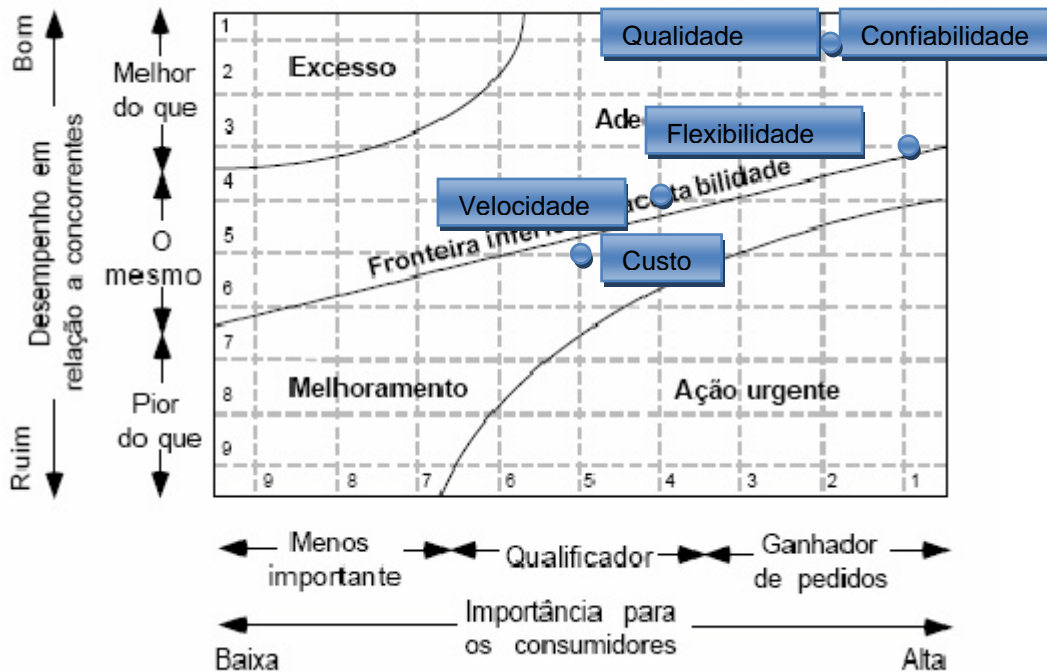 Bom
Ruim
Desempenho em
relação a concorrentes
Melhor
do que
O
mesmo
Pior
do que
1
2
3
4
5
6
7
8
9
Excesso
Qualidade
Confiabilidade
Flexibilidade
Velocidade
Custo
Fronteira
Melhoramento
Ação urgente
9 8 7 6 5 4 3 2 1
Menos
importante
Qualificador
Ganhador
de pedidos
Importância para
os consumidores
Baixa
Alta